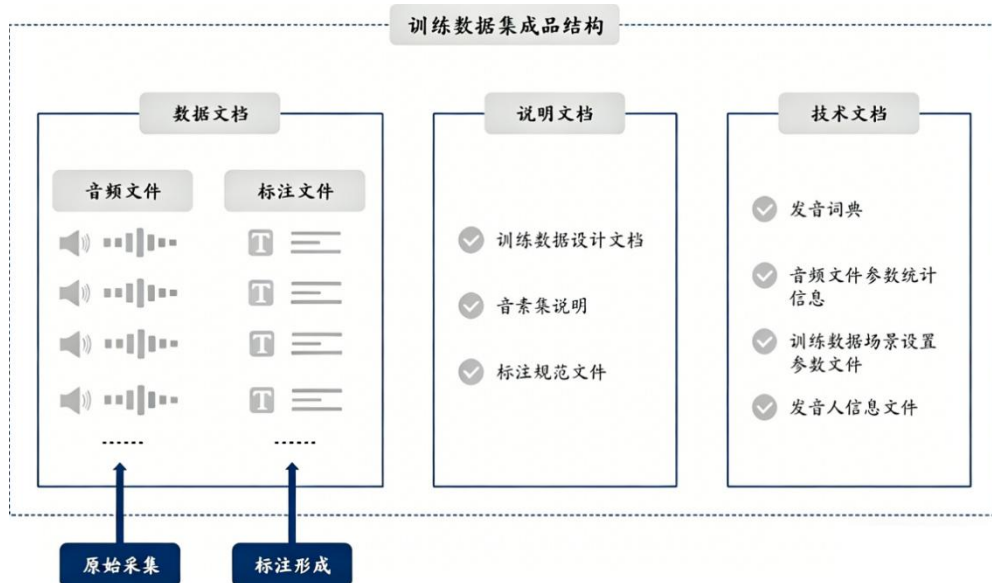 训练数据集成品结构
数据文档
音频文件
标注文件
T
T
T
T
......
......
原始采集
标注形成
说明文档
训练数据设计文档
音素集说明
标注规范文件
技术文档
发音词典
音频文件参数统计
信息
训练数据场景设置
参数文件
发音人信息文件